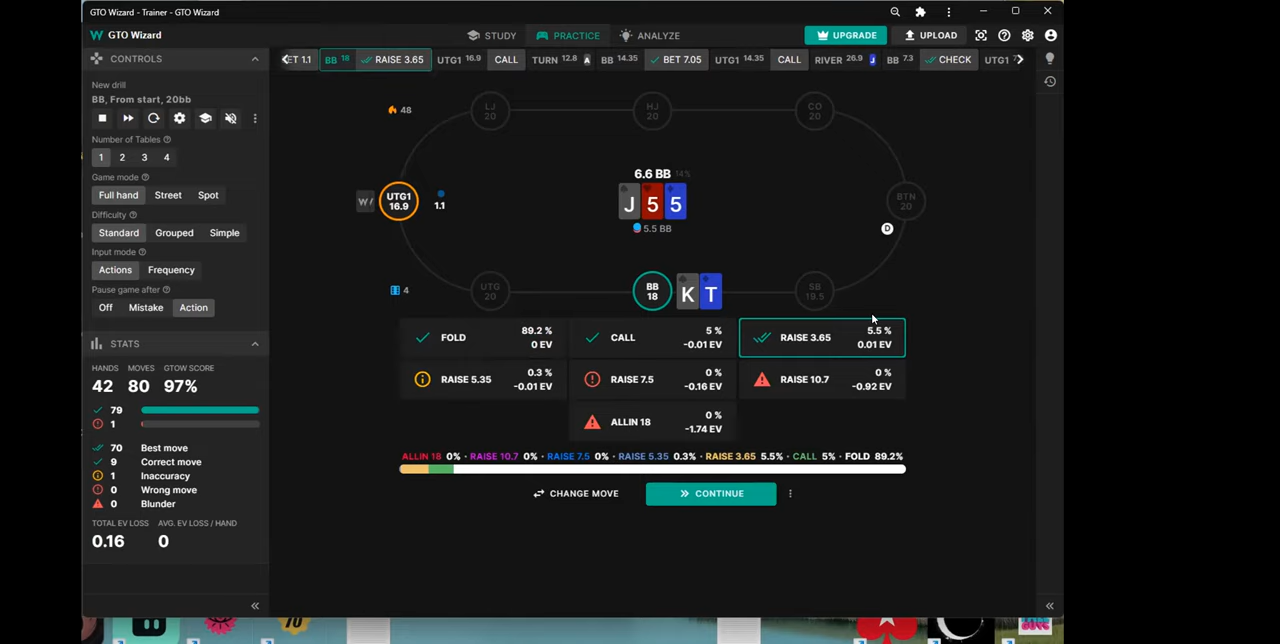 GTO Wizard - Trainer - GTO Wizard
GTO Wizard
STUDY
PRACTICE
ANALYZE
UPGRADE
UPLOAD
CONTROLS
ET 1.1
BB 18
RAISE 3.65
UTG1 16.9
CALL
TURN 12.8 A
BB 14.35
BET 7.05
UTG1 14.35
CALL
RIVER 26.9 J
BB 7.3
CHECK
UTG1 7
New drill
BB, From start, 20bb
Number of Tables
1 2 3 4
Game mode
Full hand Street Spot
Difficulty
Standard Grouped Simple
Input mode
Actions Frequency
Pause game after
Off Mistake Action
STATS
HANDS MOVES GTOW SCORE
42 80 97%
79
1
70 Best move
9 Correct move
1 Inaccuracy
0 Wrong move
0 Blunder
TOTAL EV LOSS AVG. EV LOSS / HAND
0.16 0
48
LJ
20
HJ
20
CO
20
6.6 BB 14%
J 5 5
5.5 BB
UTG1
16.9
1.1
BTN
20
D
4
UTG
20
BB
18
K T
SB
19.5
FOLD 89.2 %
0 EV
CALL 5 %
-0.01 EV
RAISE 3.65 5.5 %
0.01 EV
RAISE 5.35 0.3 %
-0.01 EV
RAISE 7.5 0 %
-0.16 EV
RAISE 10.7 0 %
-0.92 EV
ALLIN 18 0 %
-1.74 EV
ALLIN 18 0% · RAISE 10.7 0% · RAISE 7.5 0% · RAISE 5.35 0.3% · RAISE 3.65 5.5% · CALL 5% · FOLD 89.2%
CHANGE MOVE
CONTINUE
70